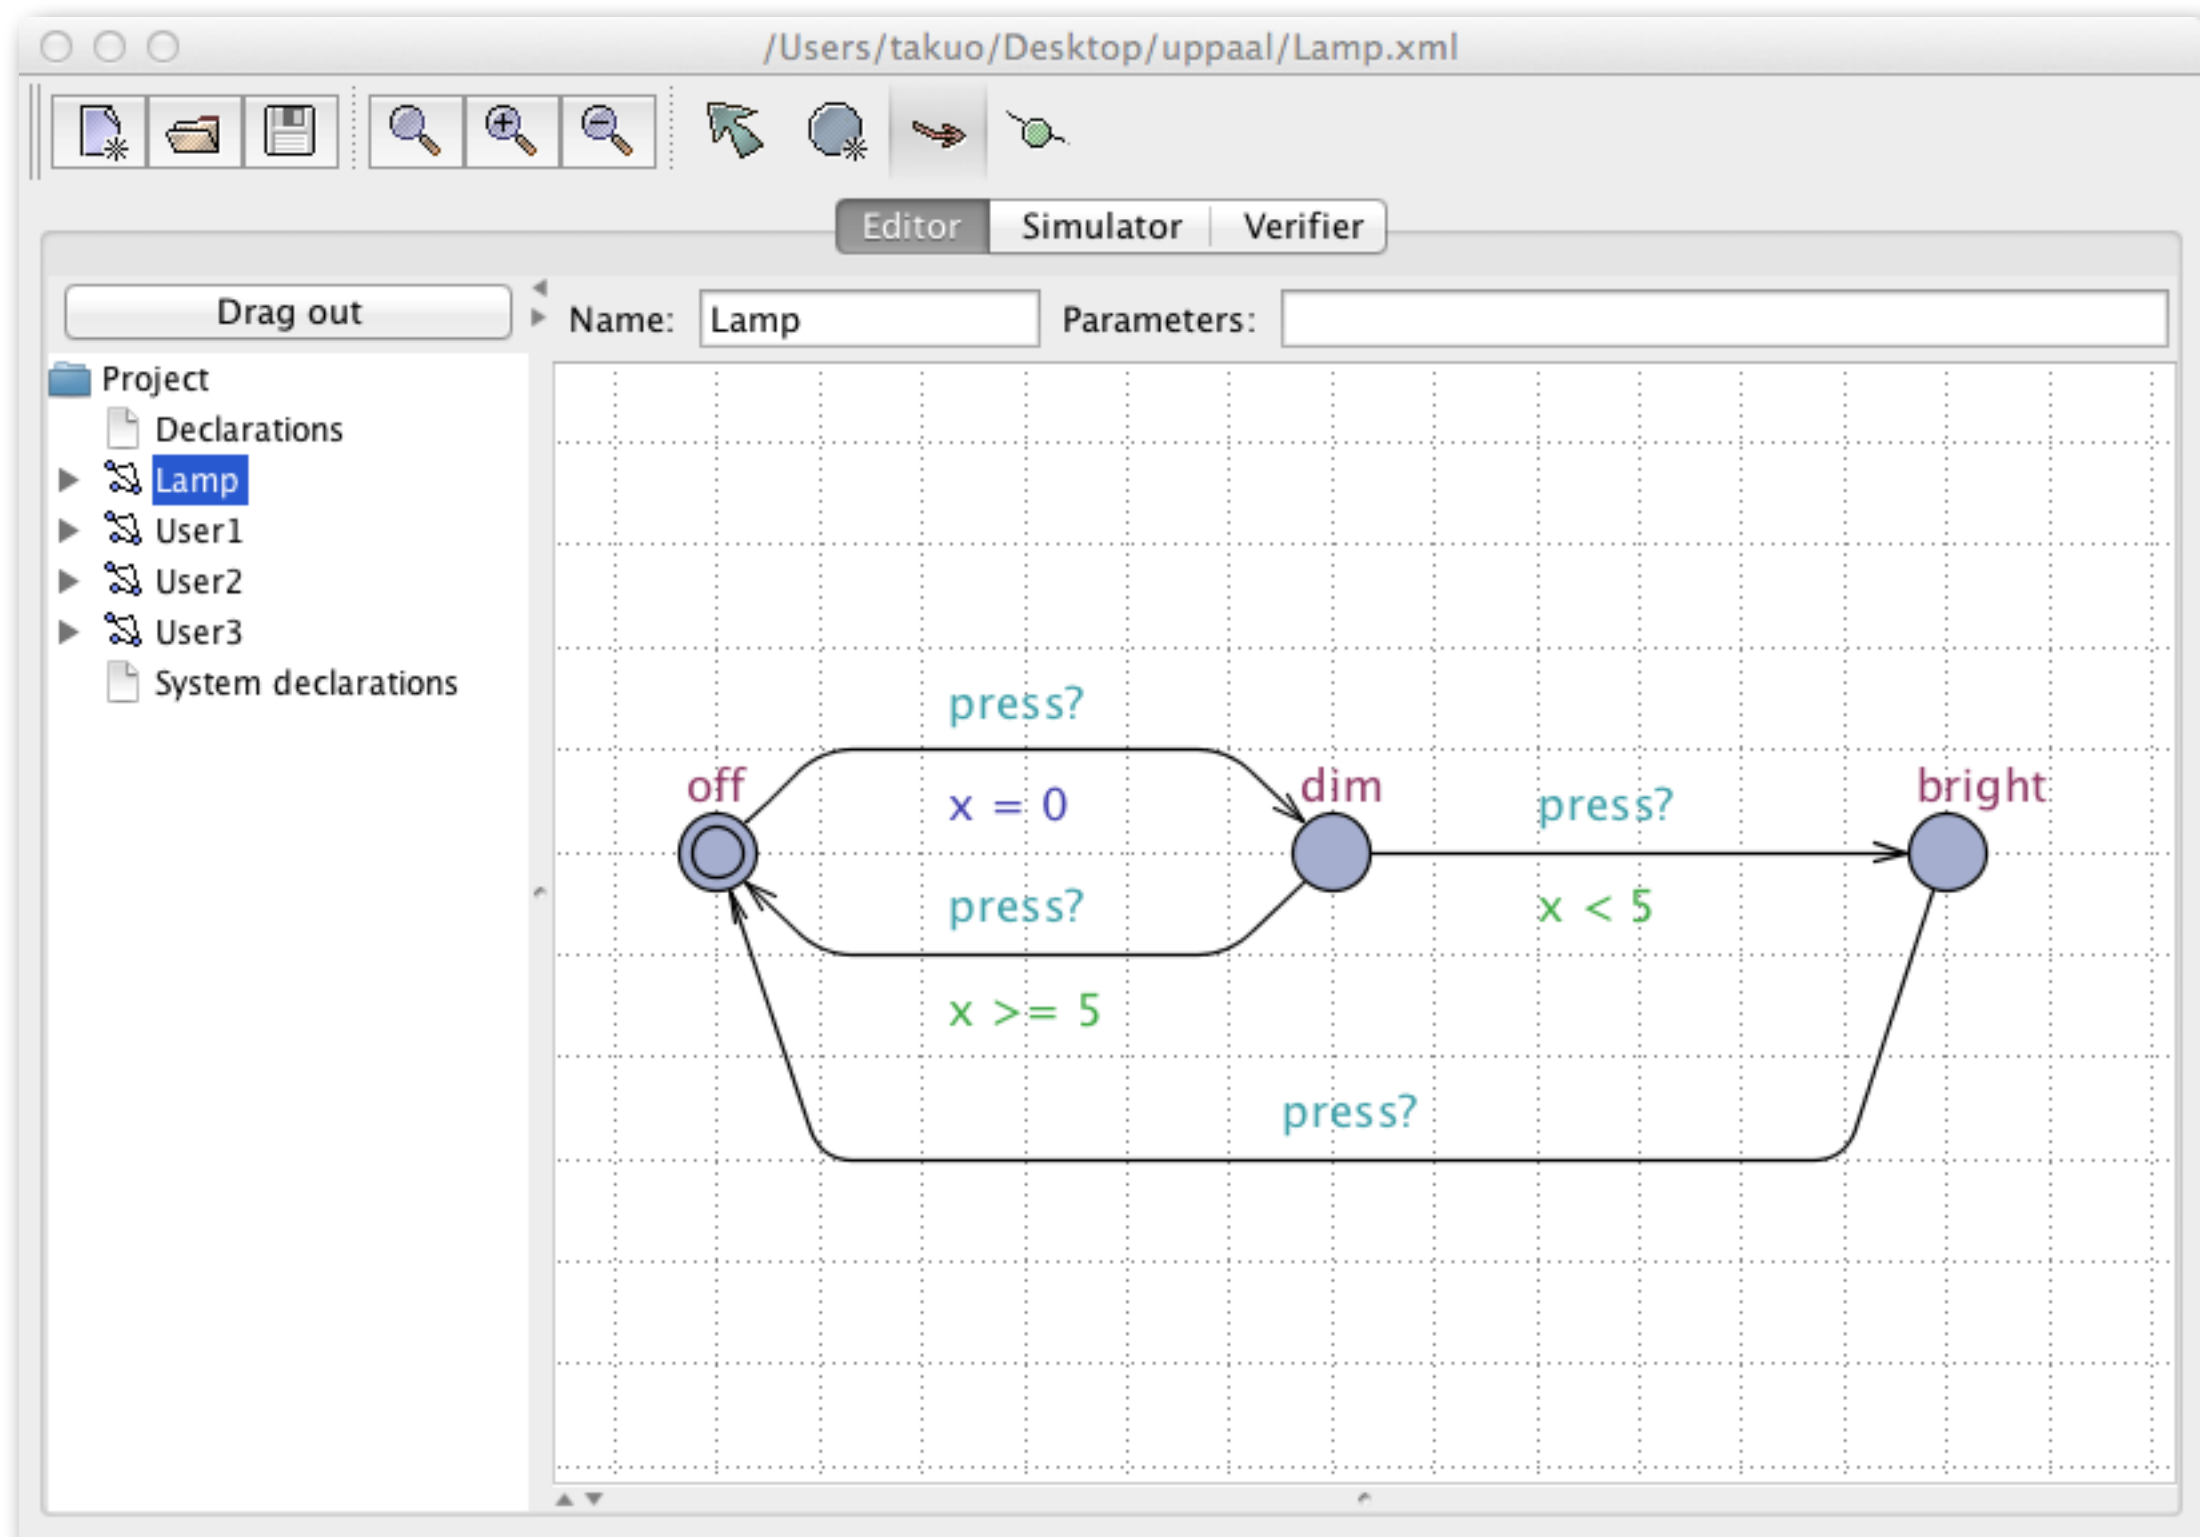 /Users/takuo/Desktop/uppaal/Lamp.xml
Editor Simulator Verifier
Drag out
Name: Lamp Parameters:
Project
Declarations
Lamp
User1
User2
User3
System declarations
press?
off
x = 0
dim
press?
bright
press?
x < 5
x >= 5
press?